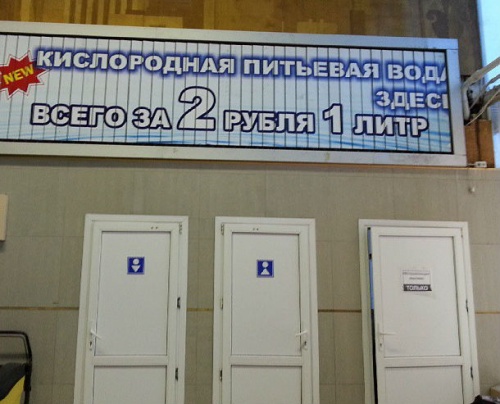 NEW
КИСЛОРОДНАЯ ПИТЬЕВАЯ ВОДА
ЗДЕСЬ
ВСЕГО ЗА 2 РУБЛЯ 1 ЛИТР
ТОЛЬКО